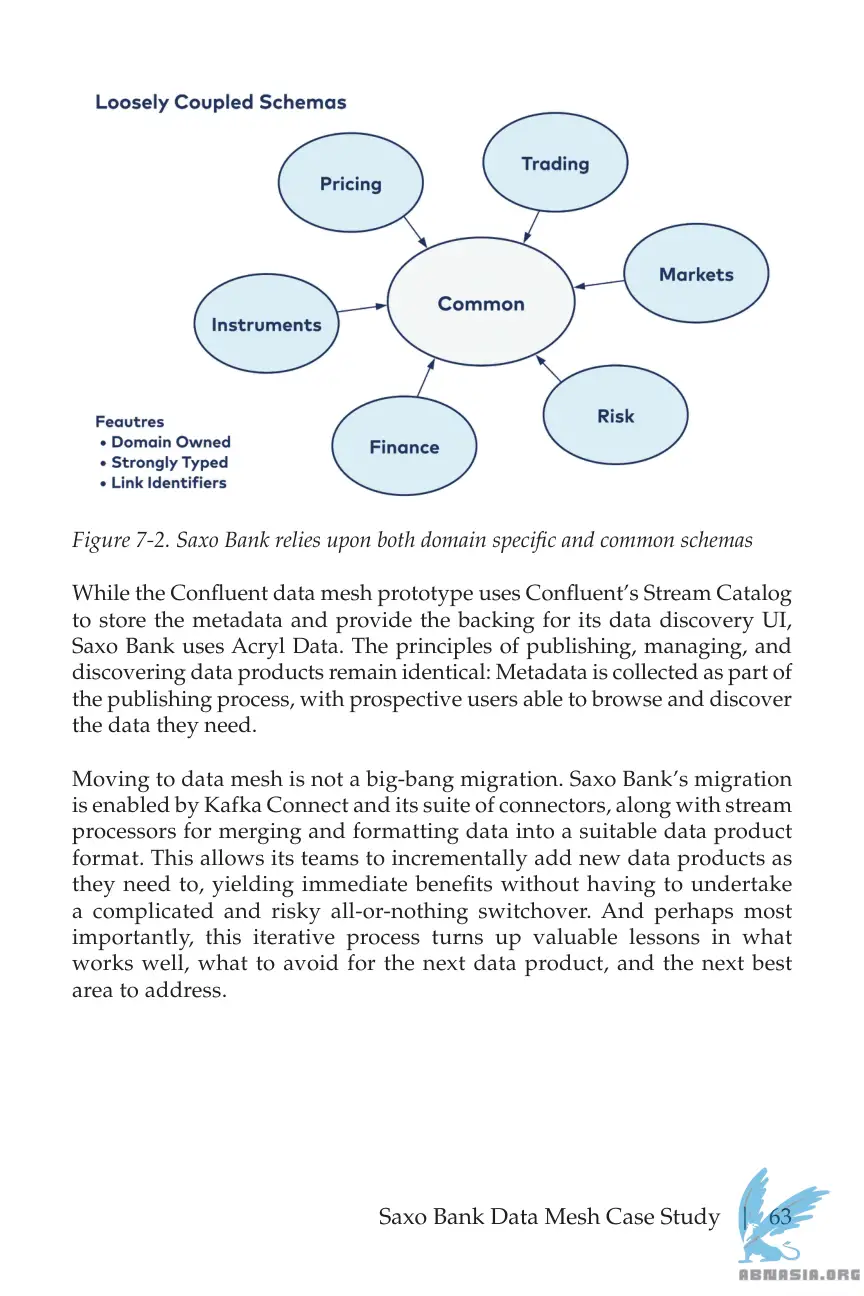 Loosely Coupled Schemas
Trading
Pricing
Markets
Common
Instruments
Risk
Finance
Feautres
• Domain Owned
• Strongly Typed
• Link Identifiers
Figure 7-2. Saxo Bank relies upon both domain specific and common schemas
While the Confluent data mesh prototype uses Confluent’s Stream Catalog
to store the metadata and provide the backing for its data discovery UI,
Saxo Bank uses Acryl Data. The principles of publishing, managing, and
discovering data products remain identical: Metadata is collected as part of
the publishing process, with prospective users able to browse and discover
the data they need.
Moving to data mesh is not a big-bang migration. Saxo Bank’s migration
is enabled by Kafka Connect and its suite of connectors, along with stream
processors for merging and formatting data into a suitable data product
format. This allows its teams to incrementally add new data products as
they need to, yielding immediate benefits without having to undertake
a complicated and risky all-or-nothing switchover. And perhaps most
importantly, this iterative process turns up valuable lessons in what
works well, what to avoid for the next data product, and the next best
area to address.
Saxo Bank Data Mesh Case Study | 63
ABNASIA.ORG